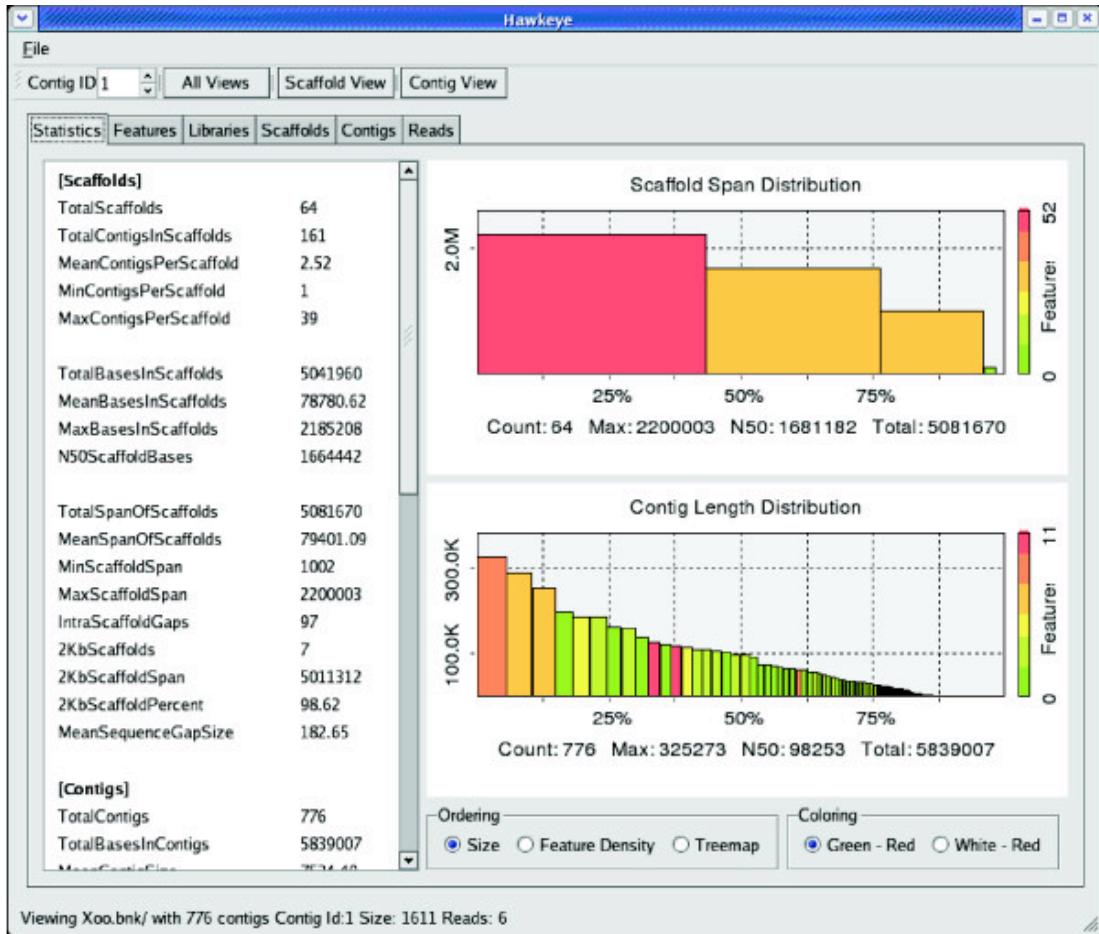 Hawkeye
File
Contig ID 1 All Views Scaffold View Contig View
Statistics Features Libraries Scaffolds Contigs Reads
[Scaffolds]
TotalScaffolds 64
TotalContigsInScaffolds 161
MeanContigsPerScaffold 2.52
MinContigsPerScaffold 1
MaxContigsPerScaffold 39
TotalBasesInScaffolds 5041960
MeanBasesInScaffolds 78780.62
MaxBasesInScaffolds 2185208
N50ScaffoldBases 1664442
TotalSpanOfScaffolds 5081670
MeanSpanOfScaffolds 79401.09
MinScaffoldSpan 1002
MaxScaffoldSpan 2200003
IntraScaffoldGaps 97
2KbScaffolds 7
2KbScaffoldSpan 5011312
2KbScaffoldPercent 98.62
MeanSequenceGapSize 182.65
[Contigs]
TotalContigs 776
TotalBasesInContigs 5839007
Scaffold Span Distribution
2.0M
25% 50% 75%
0 Feature 52
Count: 64 Max: 2200003 N50: 1681182 Total: 5081670
Contig Length Distribution
300.0K
100.0K
25% 50% 75%
0 Feature 11
Count: 776 Max: 325273 N50: 98253 Total: 5839007
Ordering
Size Feature Density Treemap
Coloring
Green - Red White - Red
Viewing Xoo.bnk/ with 776 contigs Contig Id:1 Size: 1611 Reads: 6